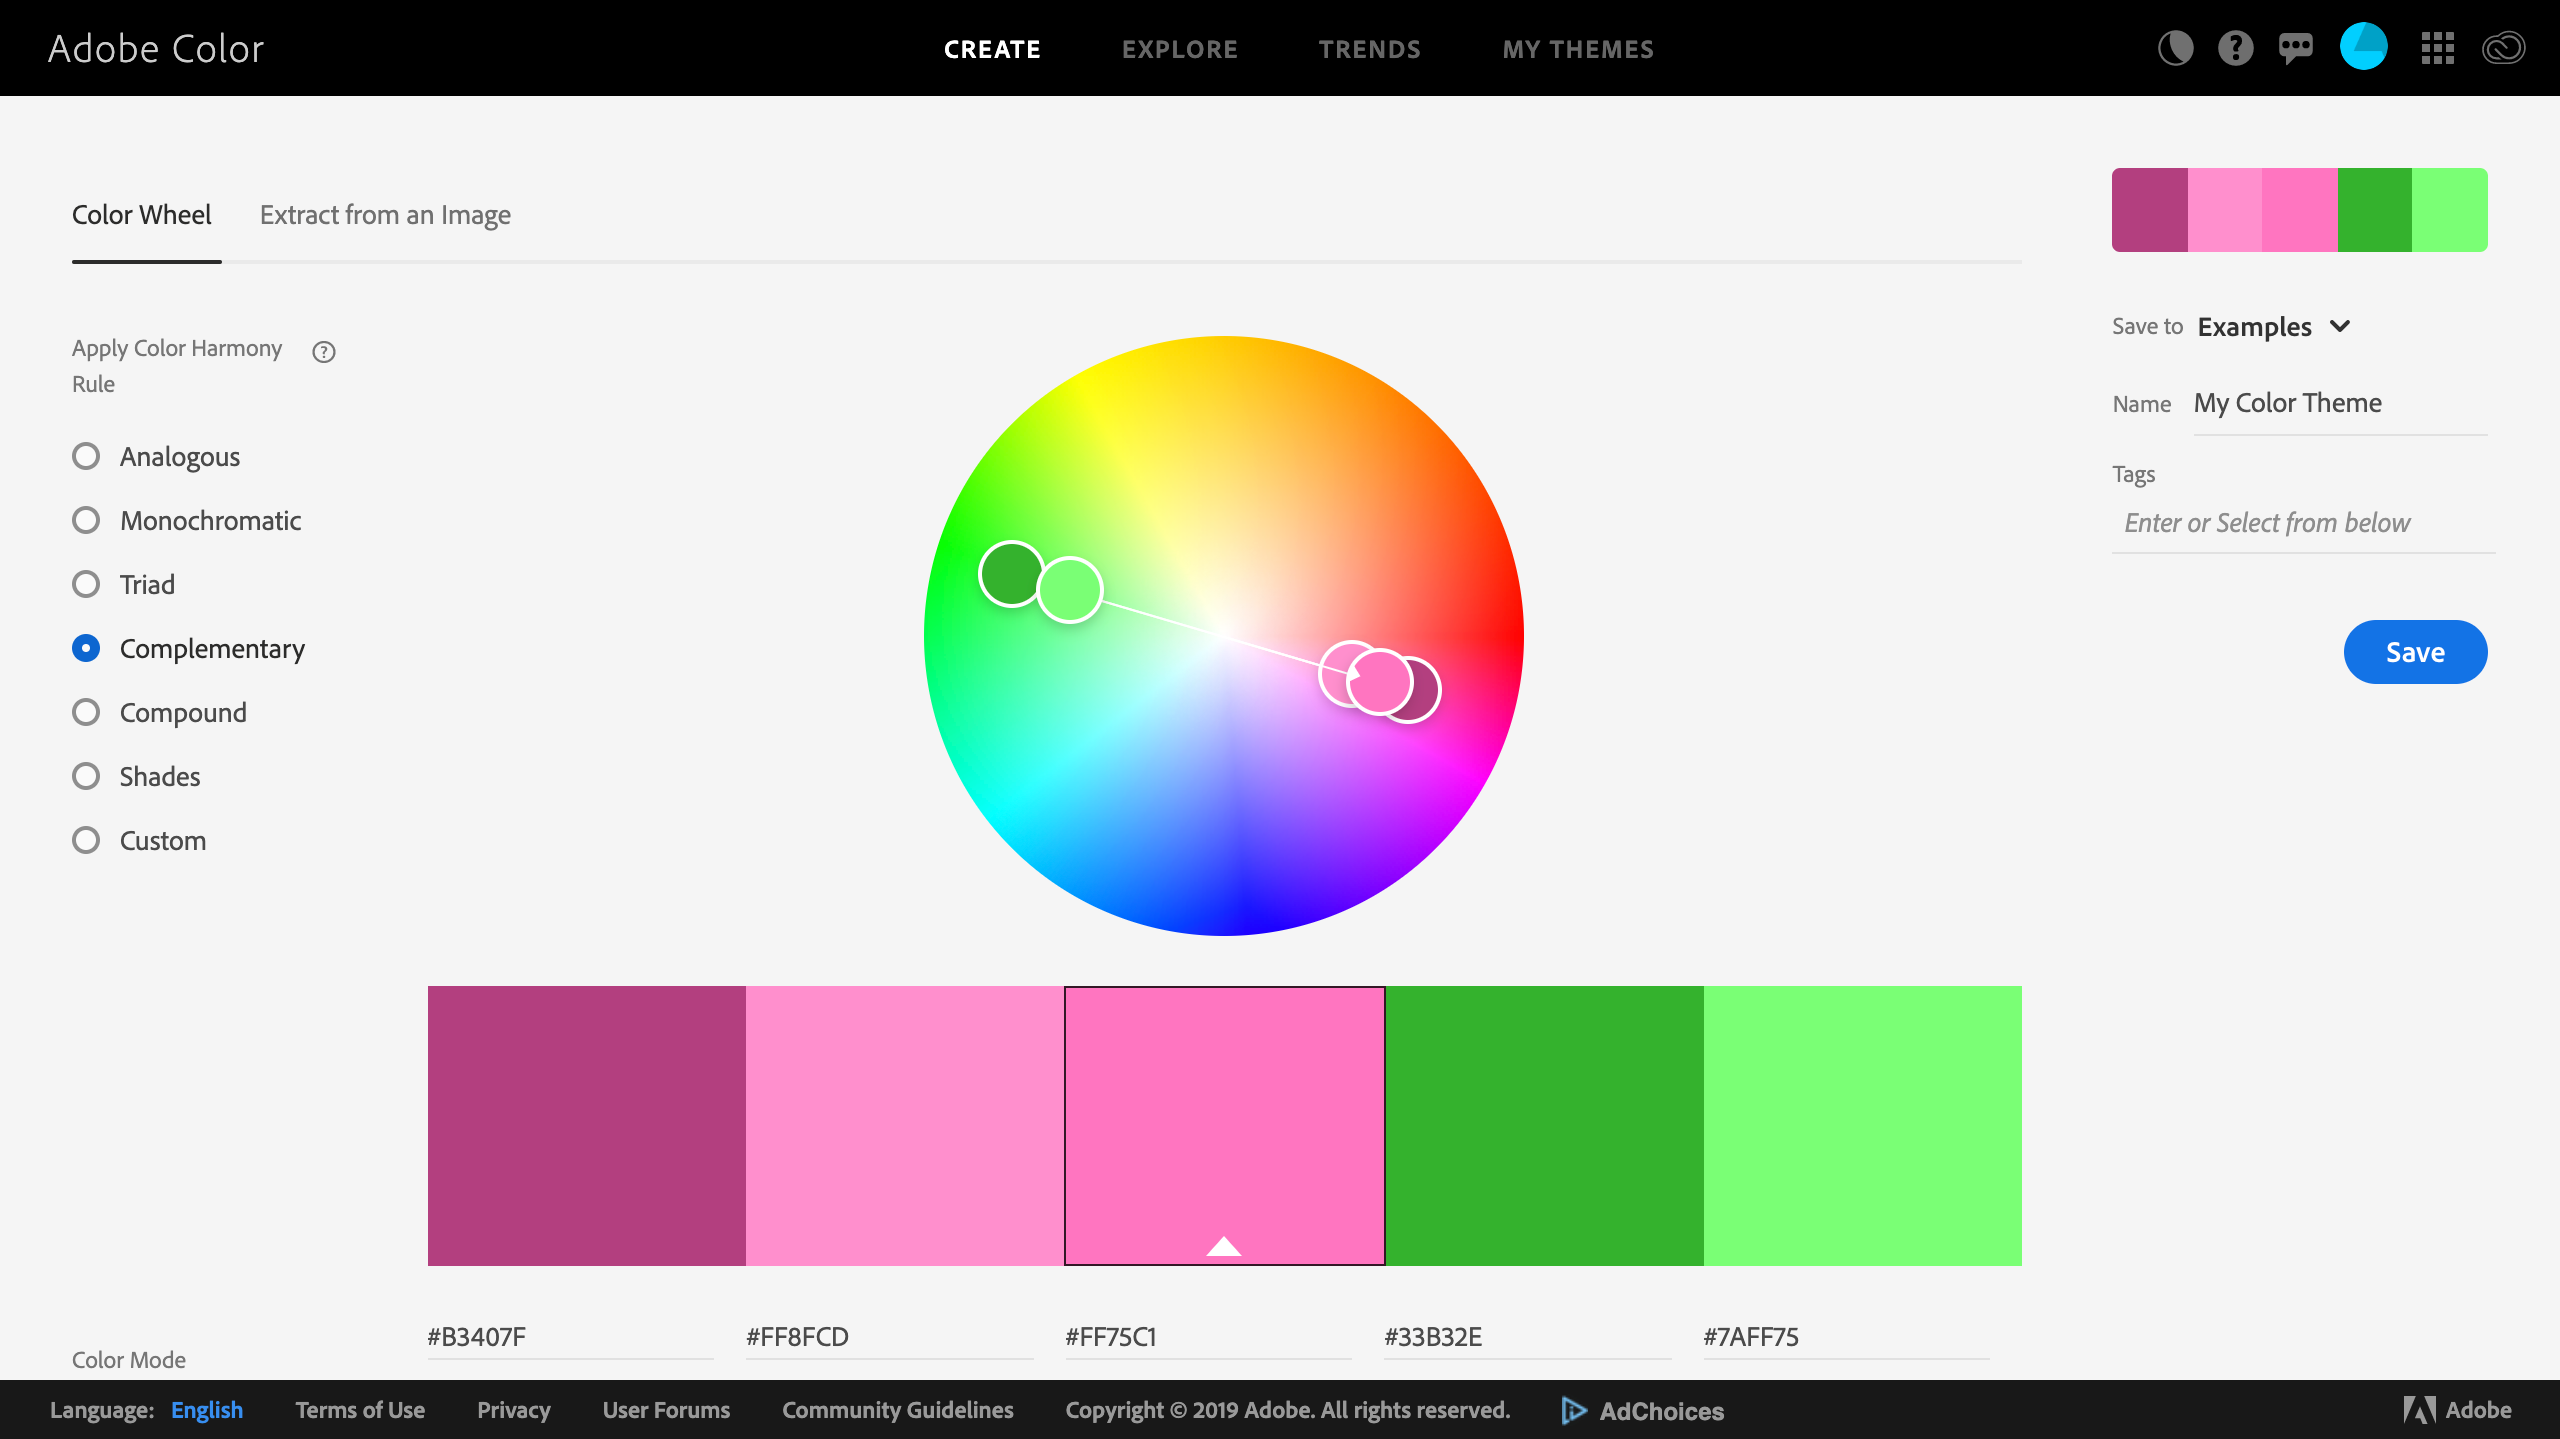 Adobe Color
CREATE
EXPLORE
TRENDS
MY THEMES
Color Wheel
Extract from an Image
Apply Color Harmony
Rule
Analogous
Monochromatic
Triad
Complementary
Compound
Shades
Custom
Save to Examples
Name My Color Theme
Tags
Enter or Select from below
Save
#B3407F
#FF8FCD
#FF75C1
#33B32E
#7AFF75
Color Mode
Language: English
Terms of Use
Privacy
User Forums
Community Guidelines
Copyright © 2019 Adobe. All rights reserved.
AdChoices
Adobe